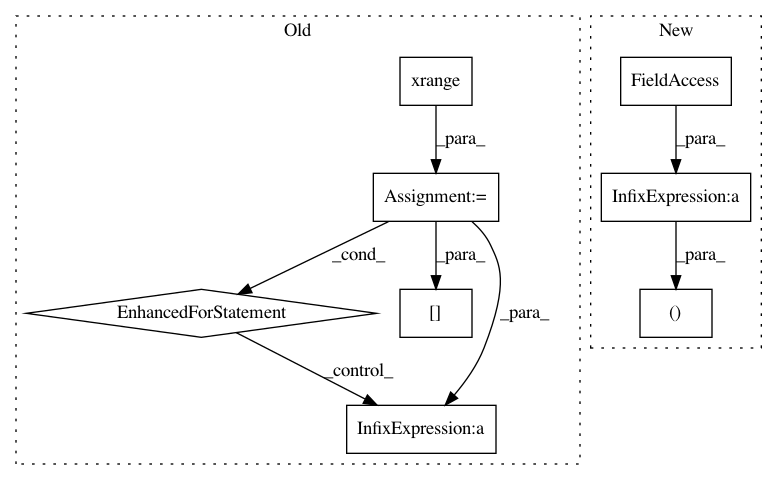 Old
New
xrange
FieldAccess
_para_
_para_
Assignment:=
InfixExpression:a
_cond_
_para_
_para_
EnhancedForStatement
[]
_para_
()
_control_
InfixExpression:a